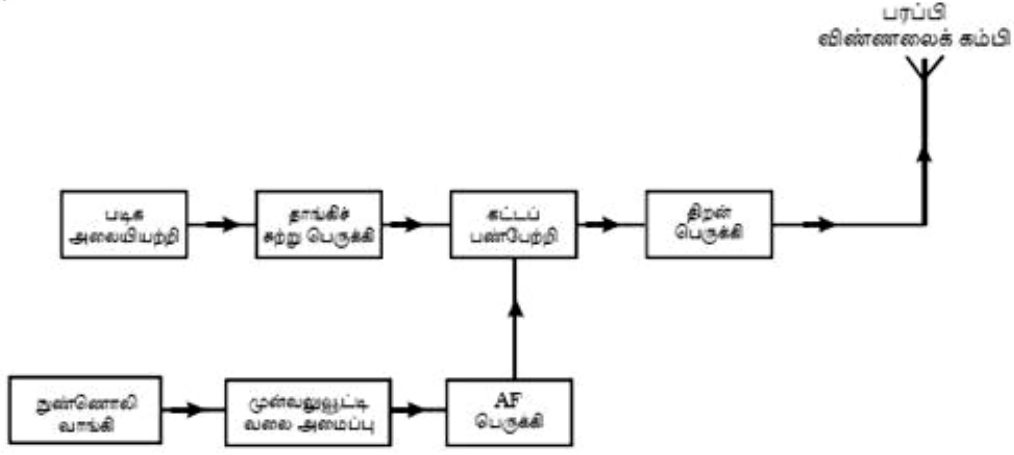 பரப்பி
விண்ணலைக் கம்பி
படிக
அலையியற்றி
தாங்கிச்
சுற்று பெருக்கி
கட்டப்
பண்பேற்றி
திறன்
பெருக்கி
நுண்ணொலி
வாங்கி
முன்வலுவூட்டி
வலை அமைப்பு
AF
பெருக்கி